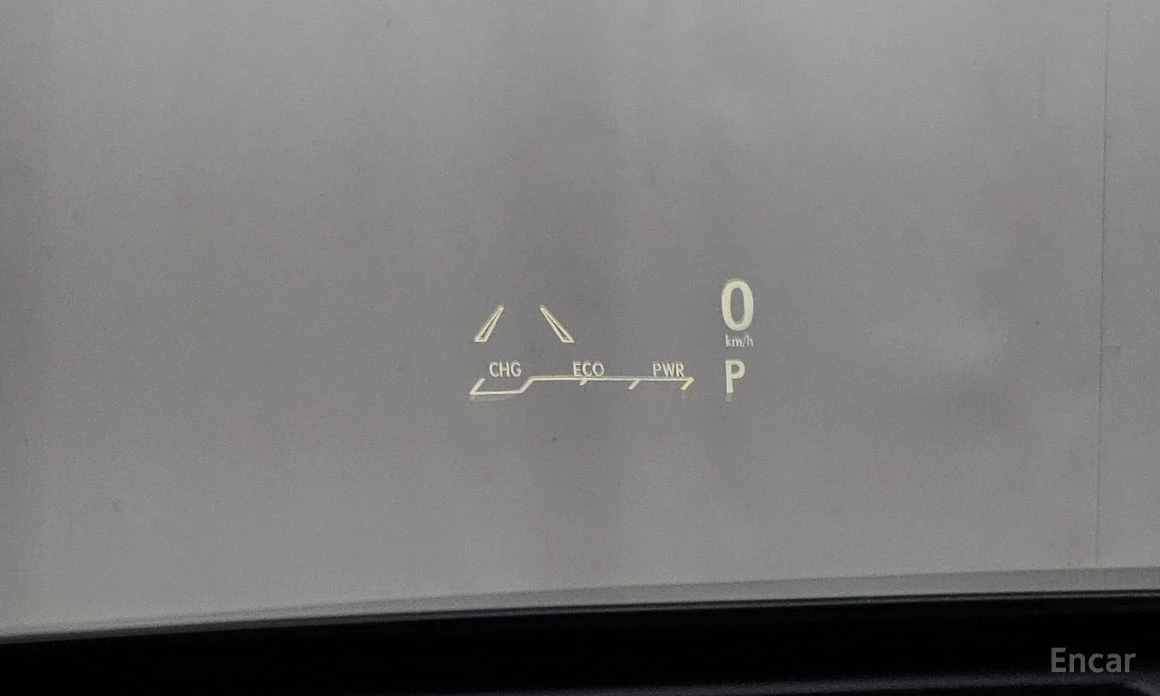 0
km/h
CHG ECO PWR
P
Encar